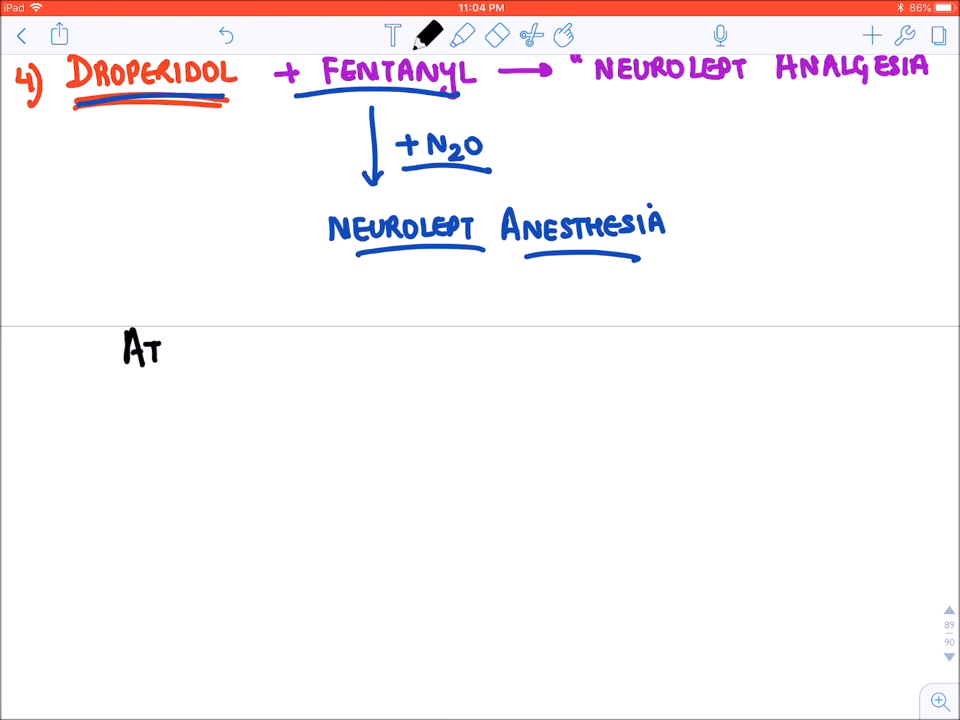 iPad 11:04 PM 86%
T
4) DROPERIDOL + FENTANYL → " NEUROLEPT ANALGESIA
+ N₂O
NEUROLEPT ANESTHESIA
AT
89
90